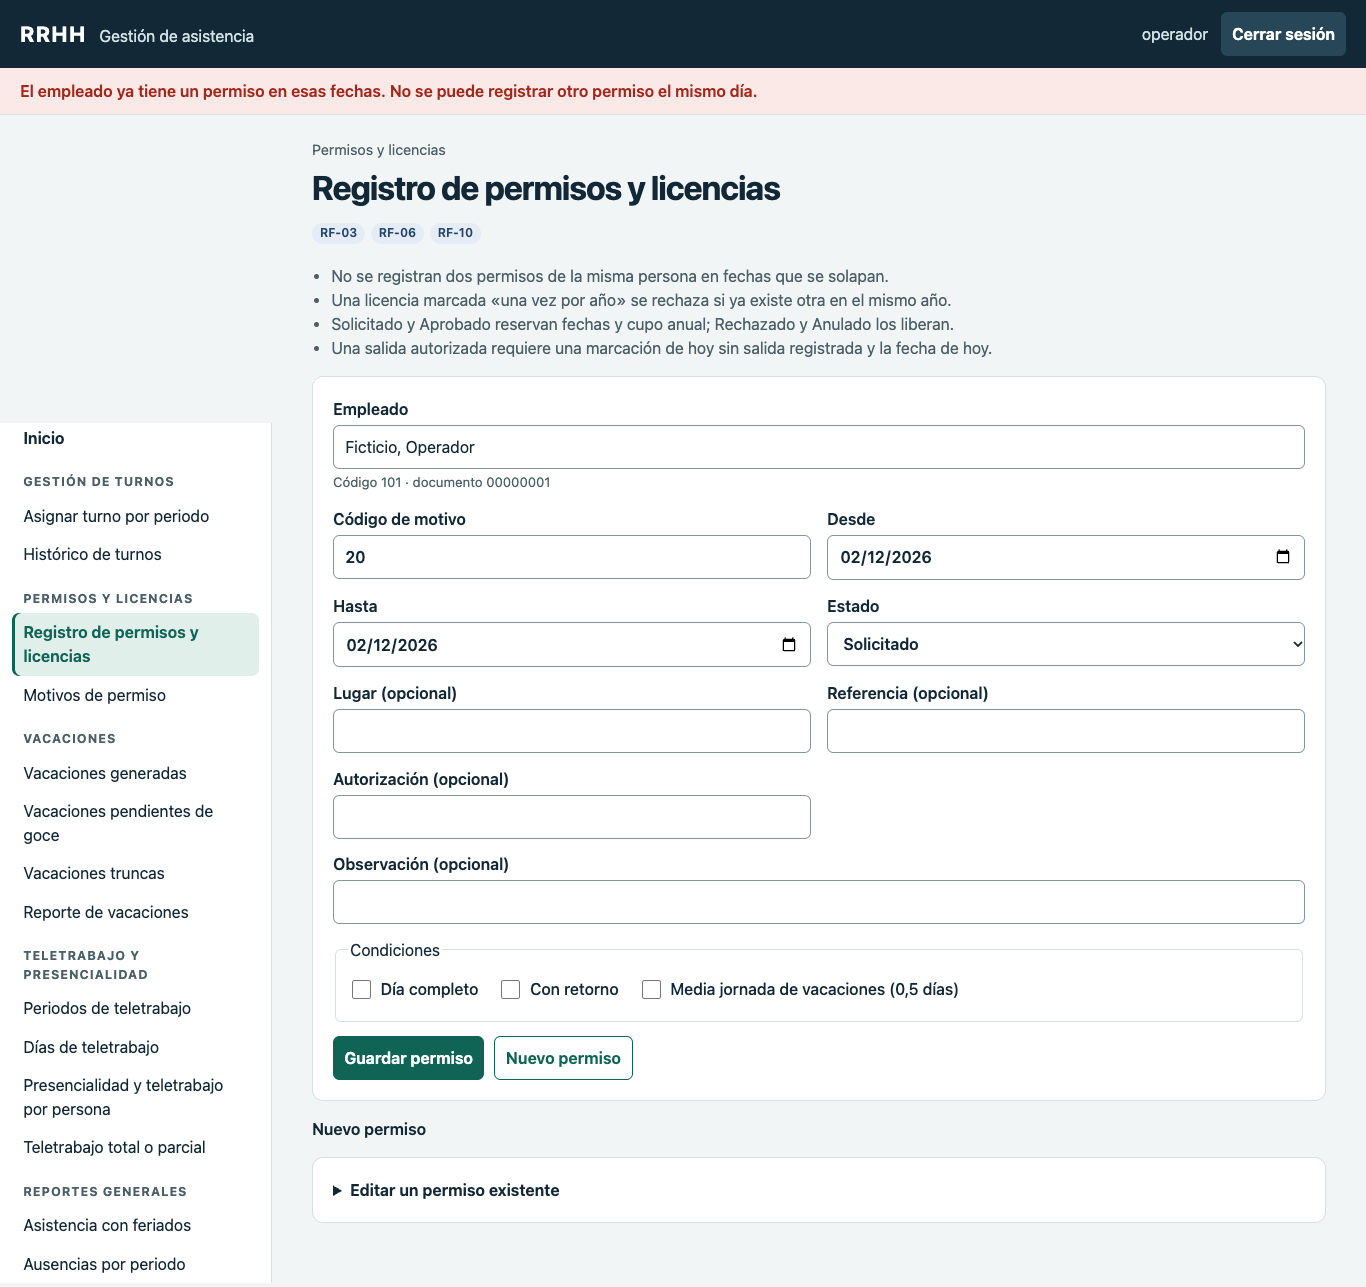 RRHH Gestión de asistencia
operador
Cerrar sesión
El empleado ya tiene un permiso en esas fechas. No se puede registrar otro permiso el mismo día.
Inicio
GESTIÓN DE TURNOS
Asignar turno por periodo
Histórico de turnos
PERMISOS Y LICENCIAS
Registro de permisos y
licencias
Motivos de permiso
VACACIONES
Vacaciones generadas
Vacaciones pendientes de
goce
Vacaciones truncas
Reporte de vacaciones
TELETRABAJO Y
PRESENCIALIDAD
Periodos de teletrabajo
Días de teletrabajo
Presencialidad y teletrabajo
por persona
Teletrabajo total o parcial
REPORTES GENERALES
Asistencia con feriados
Ausencias por periodo
Permisos y licencias
Registro de permisos y licencias
RF-03 RF-06 RF-10
• No se registran dos permisos de la misma persona en fechas que se solapan.
• Una licencia marcada «una vez por año» se rechaza si ya existe otra en el mismo año.
• Solicitado y Aprobado reservan fechas y cupo anual; Rechazado y Anulado los liberan.
• Una salida autorizada requiere una marcación de hoy sin salida registrada y la fecha de hoy.
Empleado
Ficticio, Operador
Código 101 · documento 00000001
Código de motivo
20
Desde
02/12/2026
Hasta
02/12/2026
Estado
Solicitado
Lugar (opcional)
Referencia (opcional)
Autorización (opcional)
Observación (opcional)
Condiciones
Día completo
Con retorno
Media jornada de vacaciones (0,5 días)
Guardar permiso
Nuevo permiso
Nuevo permiso
Editar un permiso existente